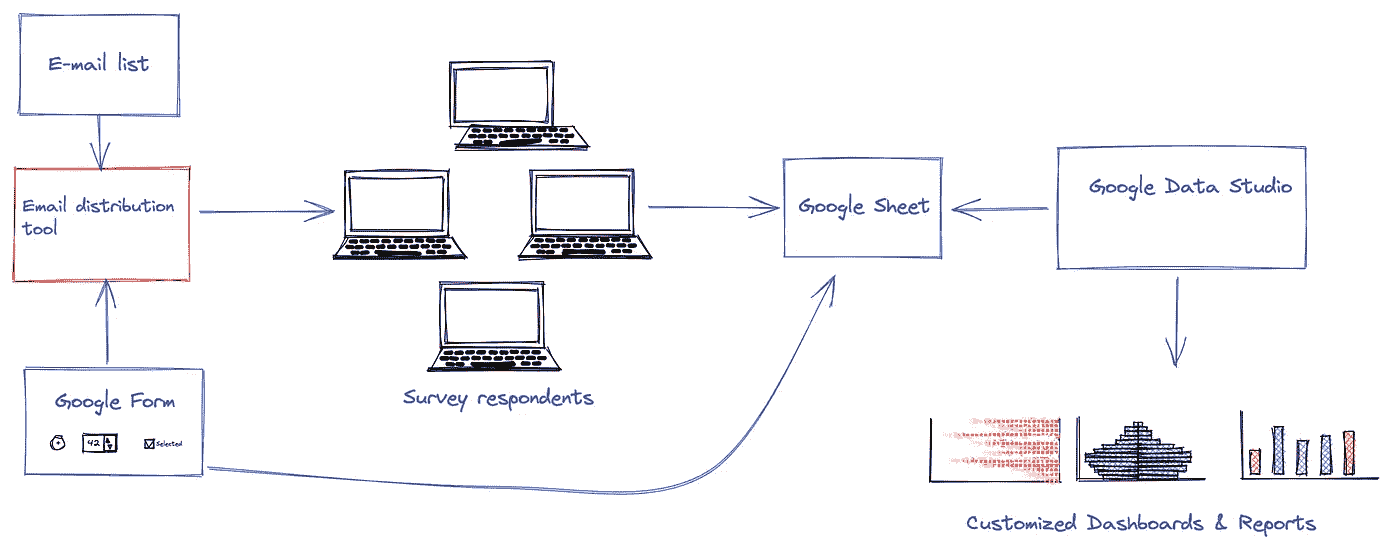 E-mail list
Email distribution
tool
Google Form
42
Selected
Survey respondents
Google Sheet
Google Data Studio
Customized Dashboards & Reports